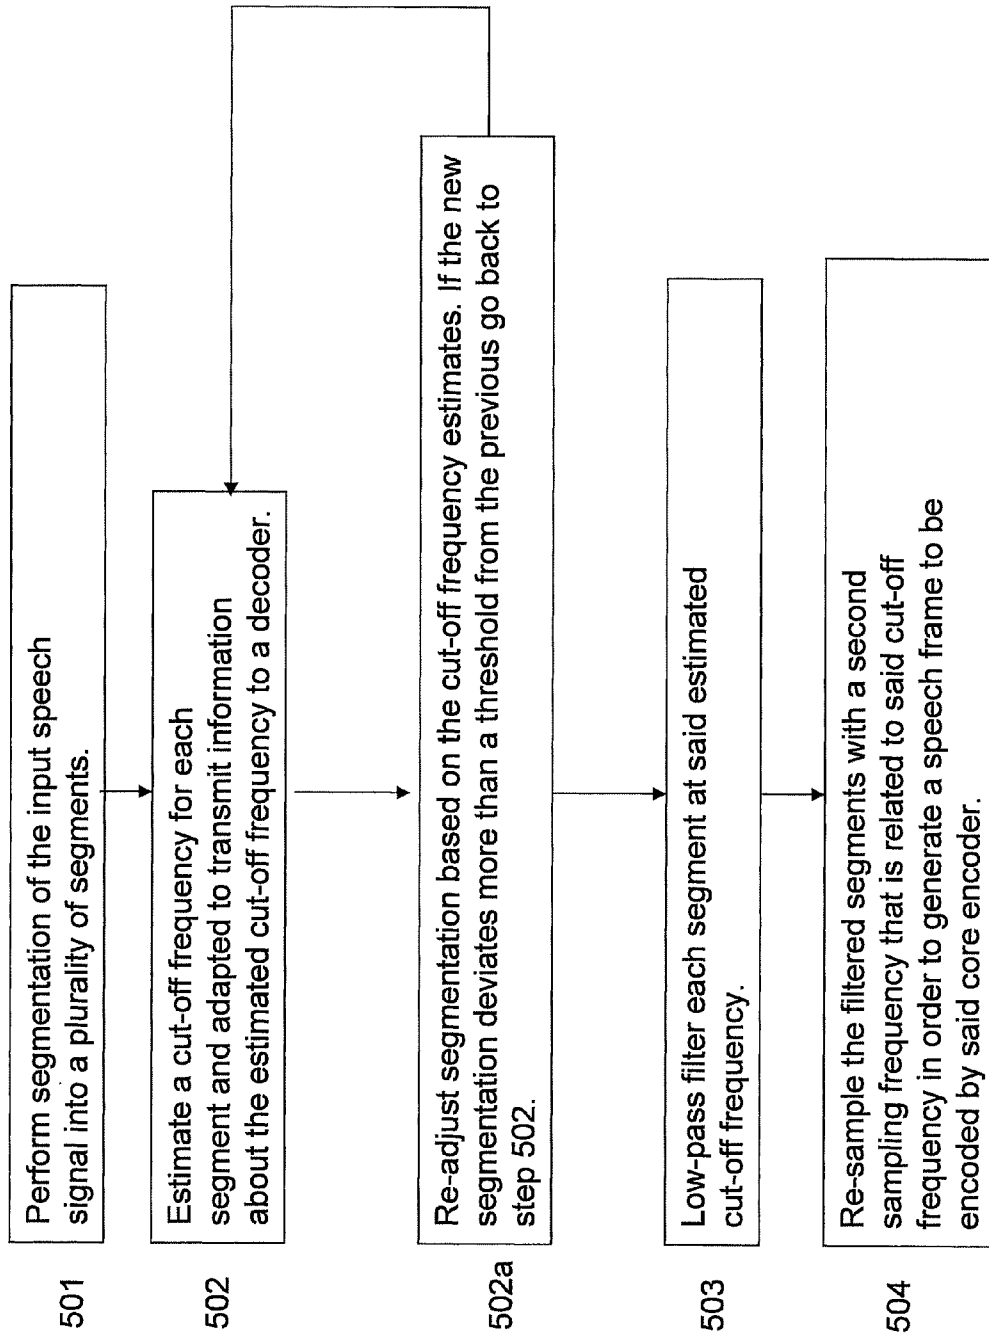 501
Perform segmentation of the input speech
signal into a plurality of segments.
502
Estimate a cut-off frequency for each
segment and adapted to transmit information
about the estimated cut-off frequency to a decoder.
502a
Re-adjust segmentation based on the cut-off frequency estimates. If the new
segmentation deviates more than a threshold from the previous go back to
step 502.
503
Low-pass filter each segment at said estimated
cut-off frequency.
504
Re-sample the filtered segments with a second
sampling frequency that is related to said cut-off
frequency in order to generate a speech frame to be
encoded by said core encoder.